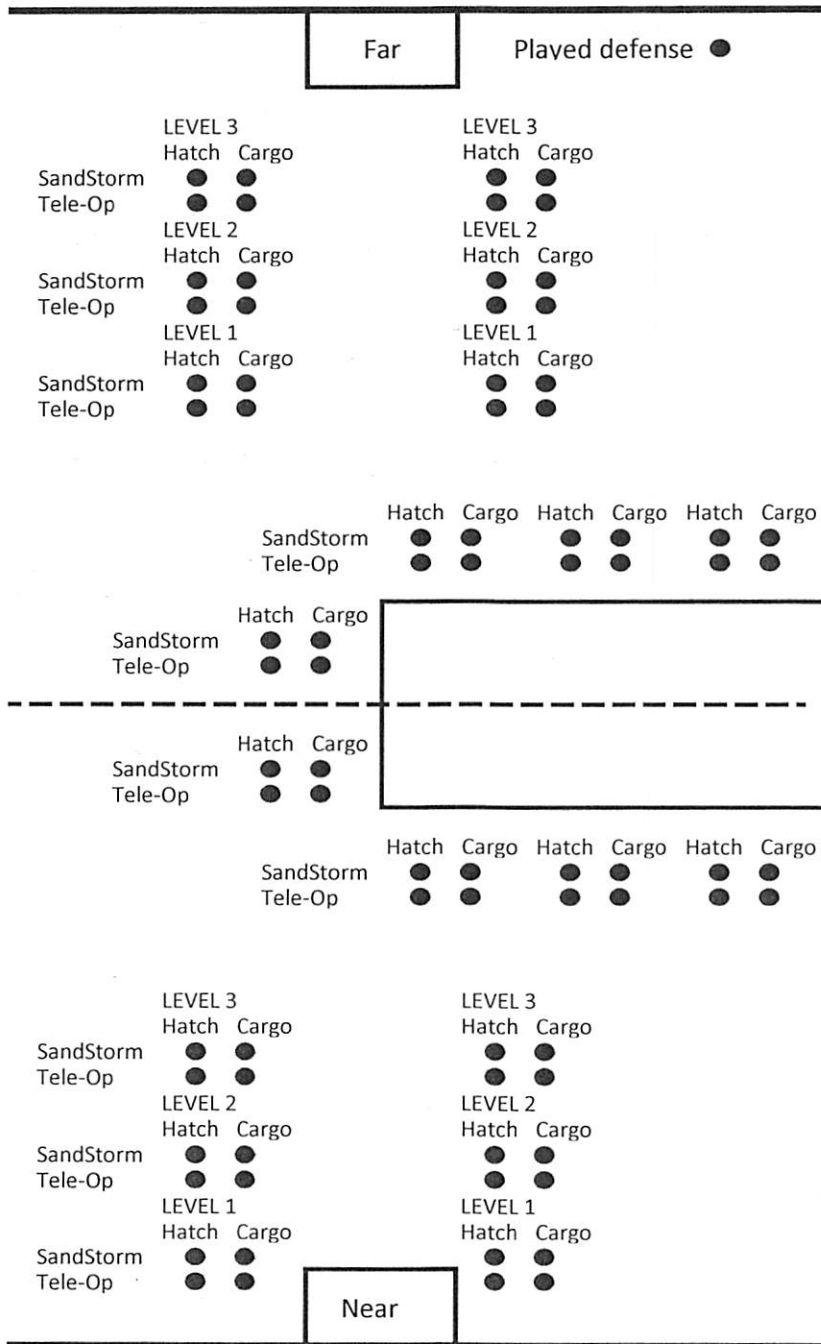 Far Played defense
LEVEL 3 LEVEL 3
Hatch Cargo Hatch Cargo
SandStorm
Tele-Op
LEVEL 2 LEVEL 2
Hatch Cargo Hatch Cargo
SandStorm
Tele-Op
LEVEL 1 LEVEL 1
Hatch Cargo Hatch Cargo
SandStorm
Tele-Op
Hatch Cargo Hatch Cargo Hatch Cargo
SandStorm
Tele-Op
Hatch Cargo
SandStorm
Tele-Op
Hatch Cargo
SandStorm
Tele-Op
Hatch Cargo Hatch Cargo Hatch Cargo
SandStorm
Tele-Op
LEVEL 3 LEVEL 3
Hatch Cargo Hatch Cargo
SandStorm
Tele-Op
LEVEL 2 LEVEL 2
Hatch Cargo Hatch Cargo
SandStorm
Tele-Op
LEVEL 1 LEVEL 1
Hatch Cargo Hatch Cargo
SandStorm
Tele-Op
Near